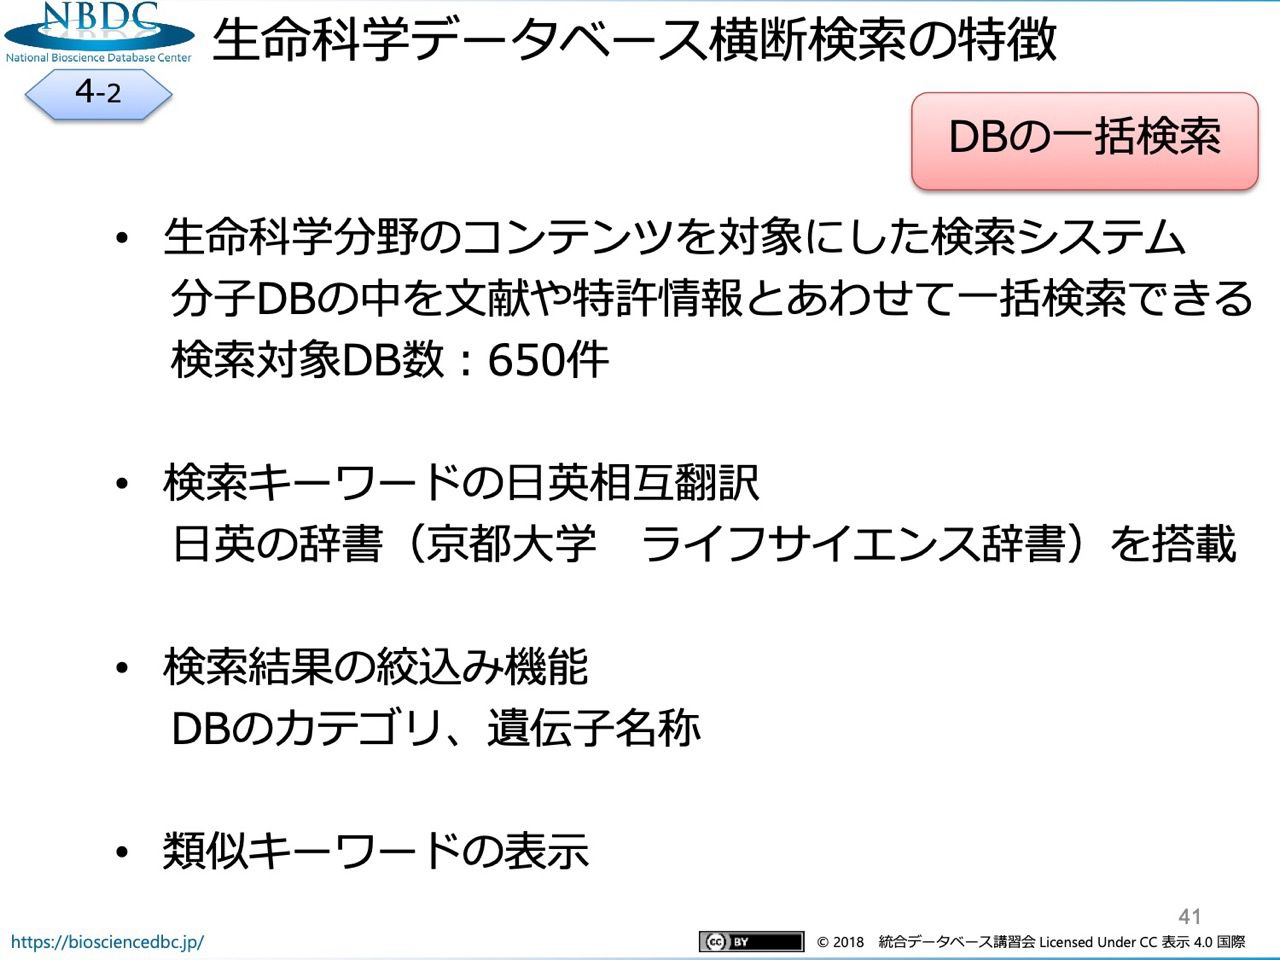 NBDC
National Bioscience Database Center
生命科学データベース横断検索の特徴
4-2
DBの一括検索
• 生命科学分野のコンテンツを対象にした検索システム
分子DBの中を文献や特許情報とあわせて一括検索できる
検索対象DB数：650件
• 検索キーワードの日英相互翻訳
日英の辞書（京都大学　ライフサイエンス辞書）を搭載
• 検索結果の絞込み機能
DBのカテゴリ、遺伝子名称
• 類似キーワードの表示
41
https://biosciencedbc.jp/
cc BY
© 2018　統合データベース講習会 Licensed Under CC 表示 4.0 国際